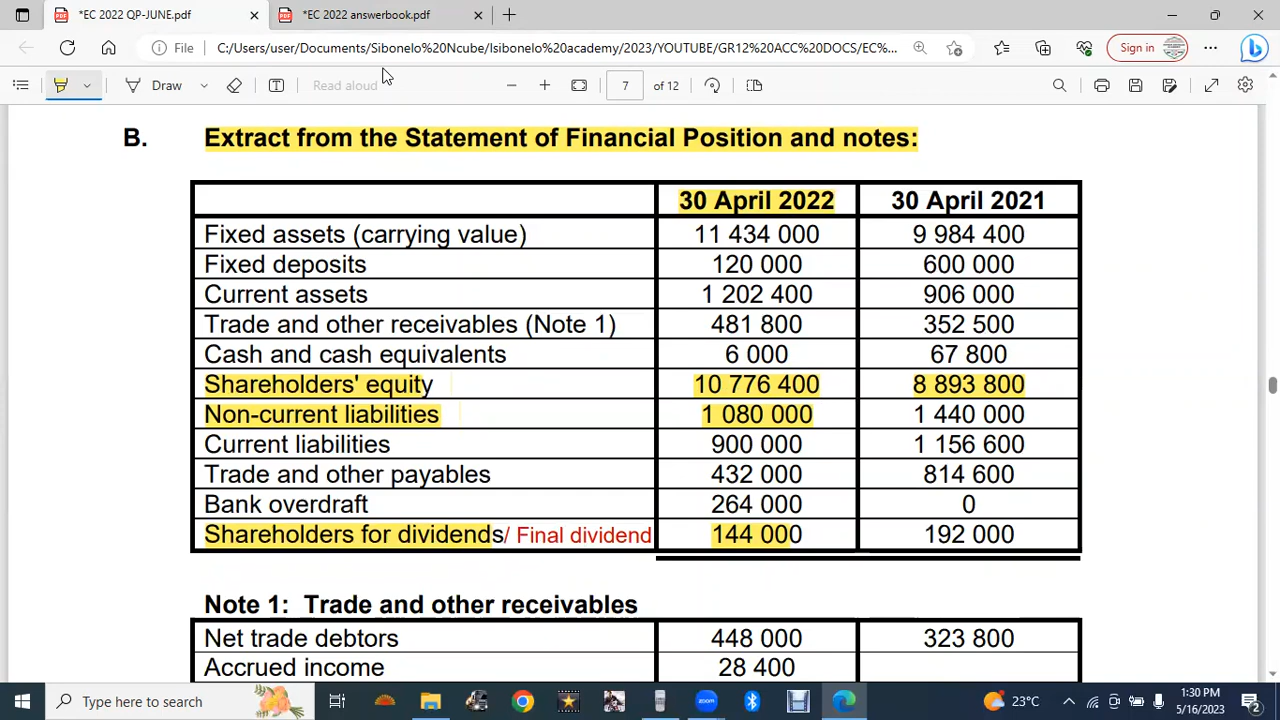 *EC 2022 QP-JUNE.pdf
*EC 2022 answerbook.pdf
File C:/Users/user/Documents/Sibonelo%20Ncube/Isibonelo%20academy/2023/YOUTUBE/GR12%20ACC%20DOCS/EC%...
Sign in
Draw
Read aloud
7 of 12
B. Extract from the Statement of Financial Position and notes:
30 April 2022 30 April 2021
Fixed assets (carrying value) 11 434 000 9 984 400
Fixed deposits 120 000 600 000
Current assets 1 202 400 906 000
Trade and other receivables (Note 1) 481 800 352 500
Cash and cash equivalents 6 000 67 800
Shareholders' equity 10 776 400 8 893 800
Non-current liabilities 1 080 000 1 440 000
Current liabilities 900 000 1 156 600
Trade and other payables 432 000 814 600
Bank overdraft 264 000 0
Shareholders for dividends/ Final dividend 144 000 192 000
Note 1: Trade and other receivables
Net trade debtors 448 000 323 800
Accrued income 28 400
Type here to search
23°C
1:30 PM
5/16/2023
2